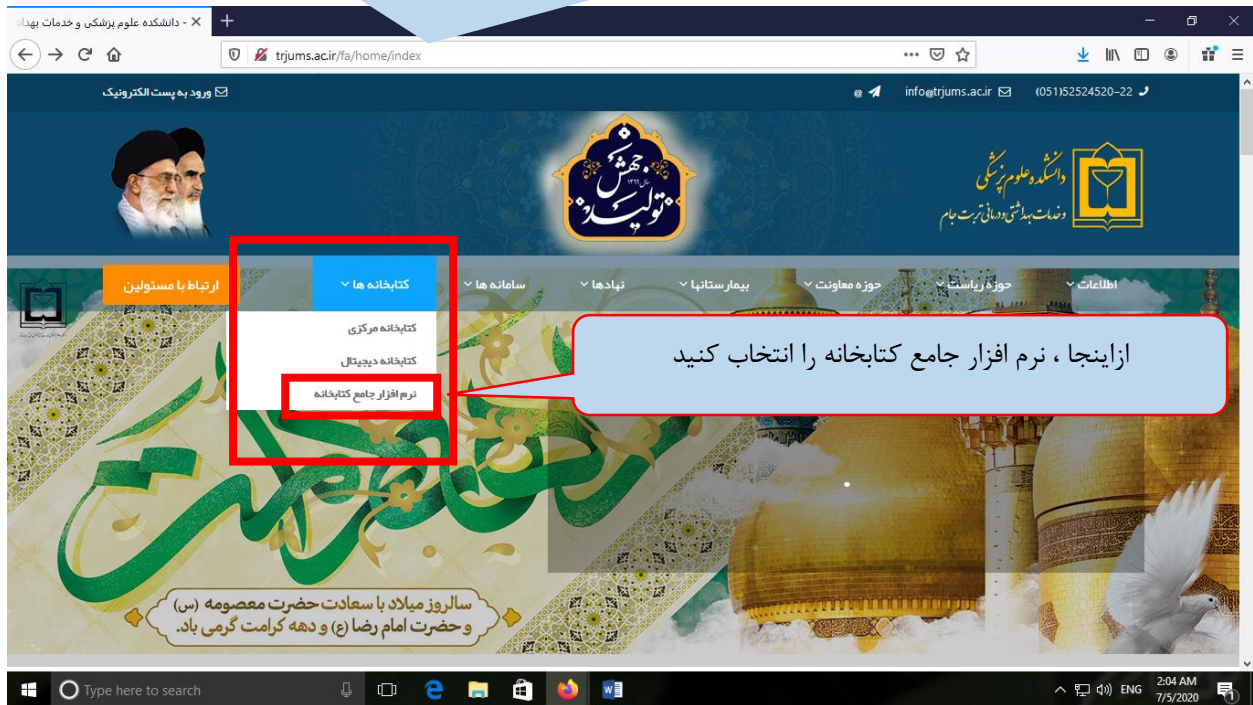 × - دانشکده علوم پزشکی و خدمات بهدا
trjums.ac.ir/fa/home/index
ورود به پست الکترونیک
@ info@trjums.ac.ir (051)52524520-22
دانشکده علوم پزشکی
و خدمات بهداشتی و درمانی تربت جام
سال ۱۳۹۹
جهش
تولید
اطلاعات
حوزه ریاست
حوزه معاونت
بیمارستانها
نهادها
سامانه ها
کتابخانه ها
ارتباط با مسئولین
کتابخانه مرکزی
کتابخانه دیجیتال
نرم افزار جامع کتابخانه
ازاینجا ، نرم افزار جامع کتابخانه را انتخاب کنید
سالروز میلاد با سعادت حضرت معصومه (س)
و حضرت امام رضا (ع) و دهه کرامت گرمی باد.
Type here to search
ENG
2:04 AM
7/5/2020
1